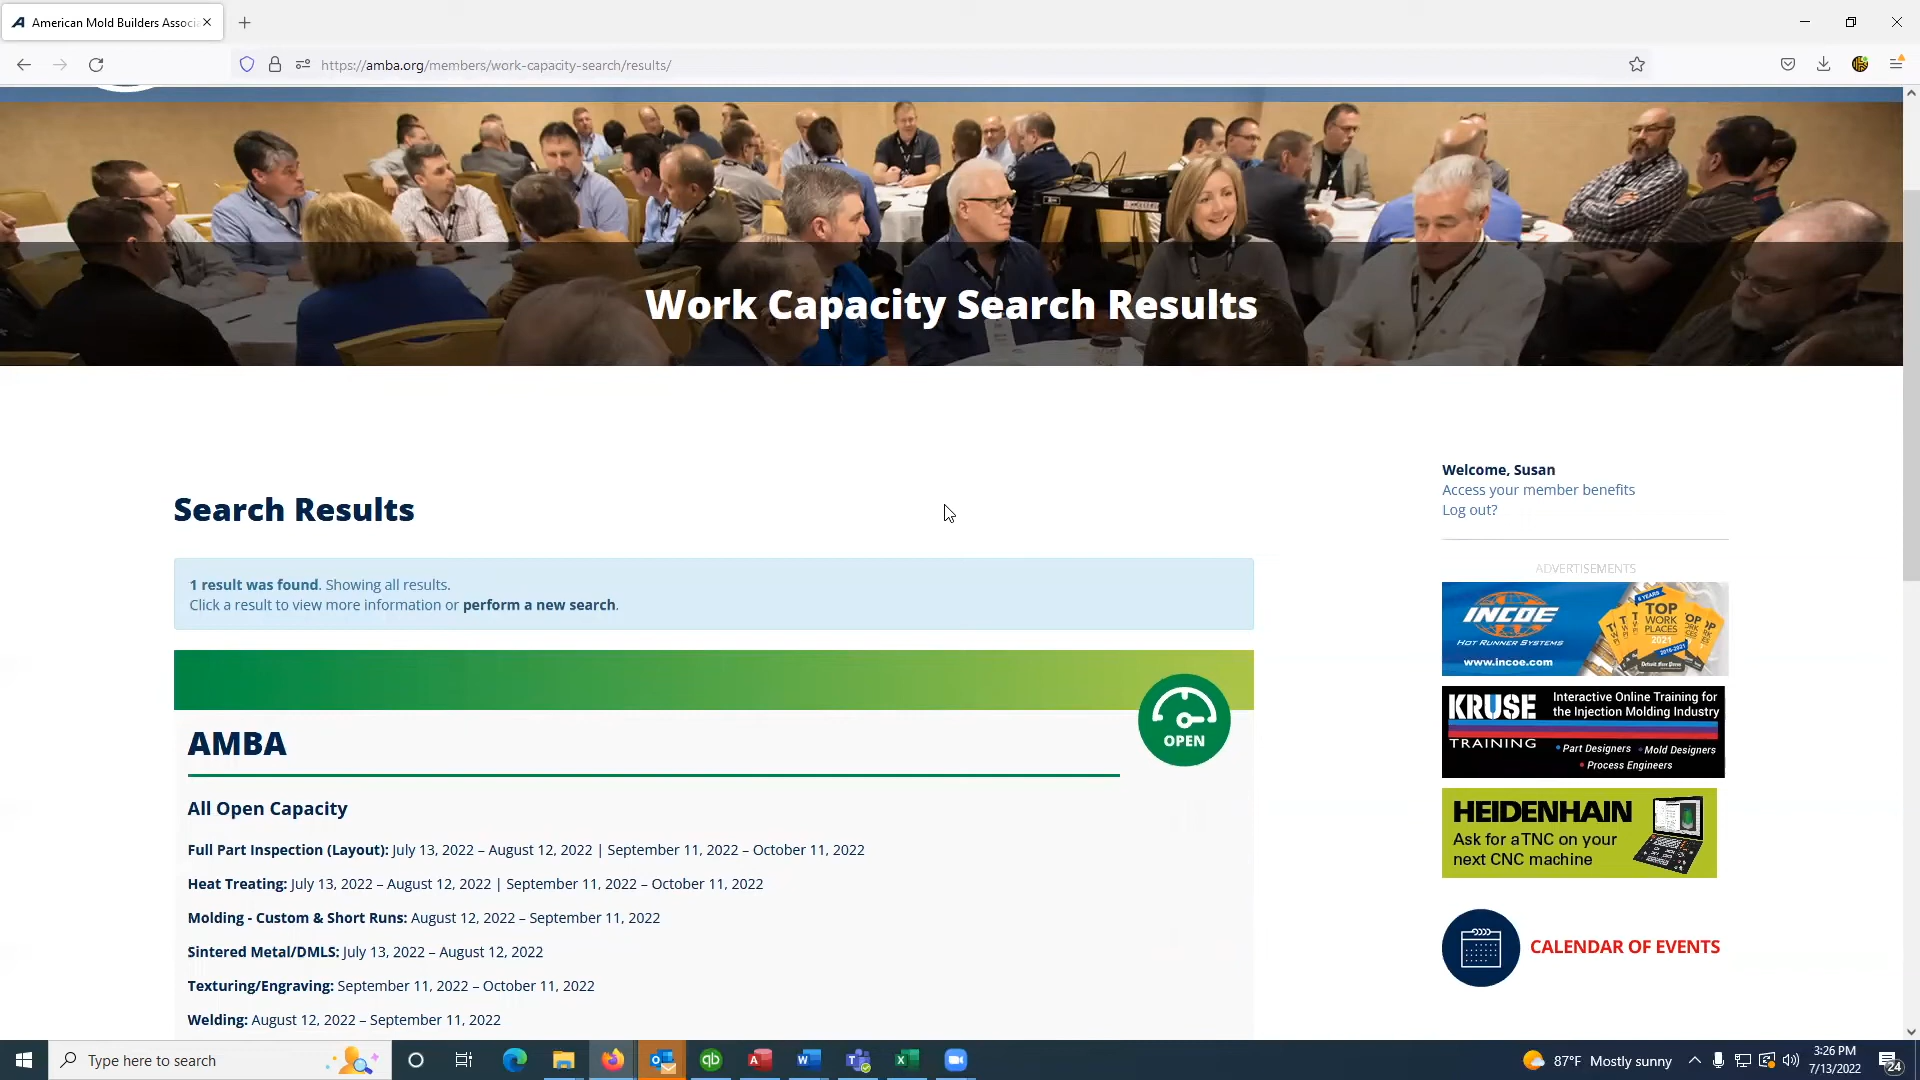 American Mold Builders Associ
https://amba.org/members/work-capacity-search/results/
Work Capacity Search Results
Welcome, Susan
Access your member benefits
Log out?
Search Results
1 result was found. Showing all results.
Click a result to view more information or perform a new search.
ADVERTISEMENTS
INCOE
HOT RUNNER SYSTEMS
www.incoe.com
6 YEARS
TOP
WORK
PLACES
2021
2016-2021
Detroit Free Press
KRUSE
TRAINING
Interactive Online Training for
the Injection Molding Industry
• Part Designers • Mold Designers
• Process Engineers
HEIDENHAIN
Ask for a TNC on your
next CNC machine
CALENDAR OF EVENTS
OPEN
AMBA
All Open Capacity
Full Part Inspection (Layout): July 13, 2022 – August 12, 2022 | September 11, 2022 – October 11, 2022
Heat Treating: July 13, 2022 – August 12, 2022 | September 11, 2022 – October 11, 2022
Molding - Custom & Short Runs: August 12, 2022 – September 11, 2022
Sintered Metal/DMLS: July 13, 2022 – August 12, 2022
Texturing/Engraving: September 11, 2022 – October 11, 2022
Welding: August 12, 2022 – September 11, 2022
Type here to search
87°F Mostly sunny
3:26 PM
7/13/2022
24